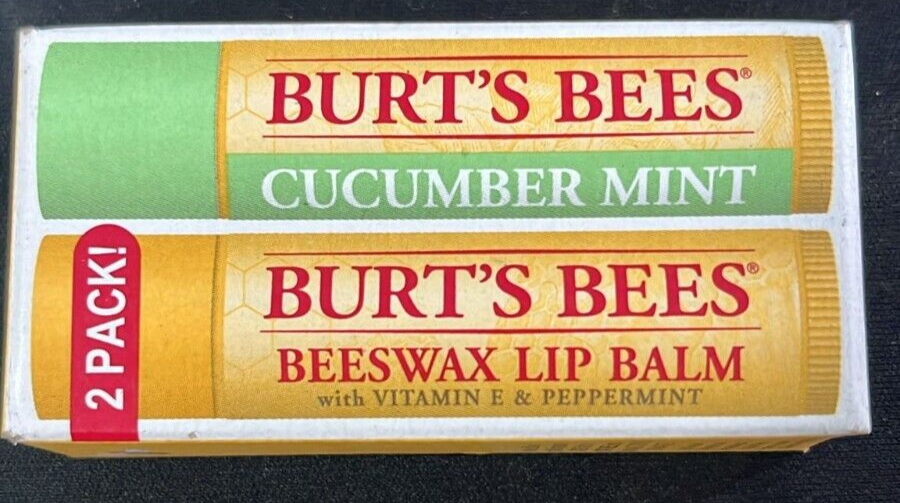 BURT'S BEES®
CUCUMBER MINT
2 PACK!
BURT'S BEES®
BEESWAX LIP BALM
with VITAMIN E & PEPPERMINT